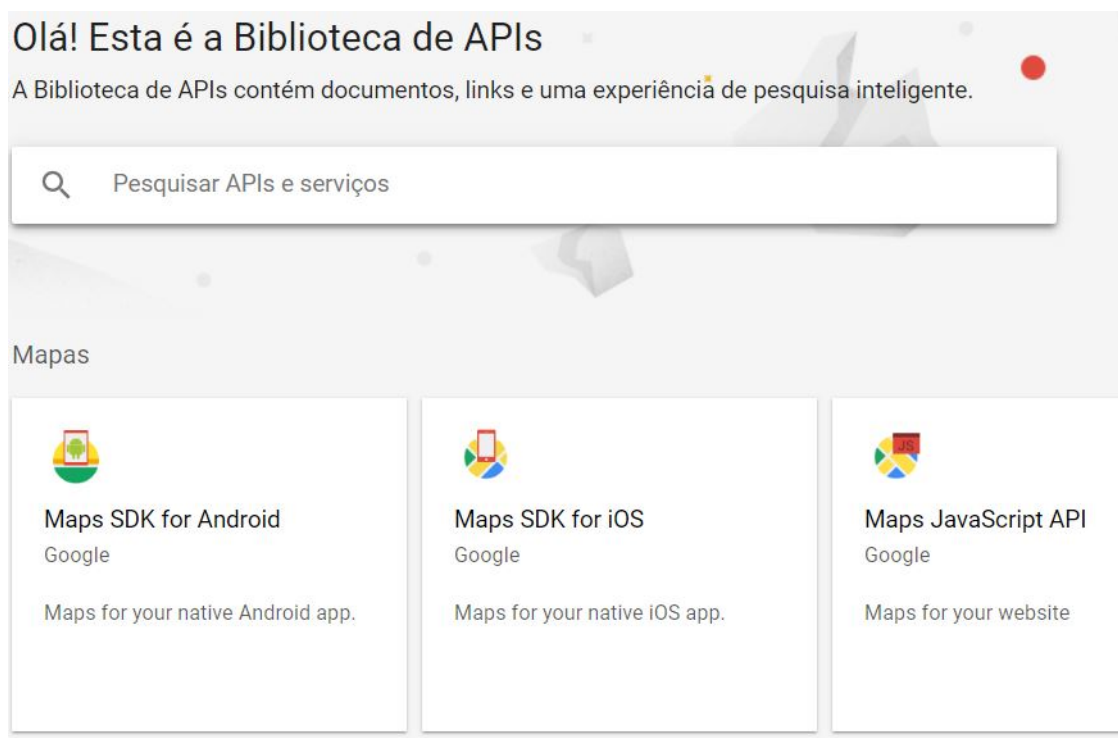 Olá! Esta é a Biblioteca de APIs
A Biblioteca de APIs contém documentos, links e uma experiência de pesquisa inteligente.
Pesquisar APIs e serviços
Mapas
Maps SDK for Android
Google
Maps for your native Android app.
Maps SDK for iOS
Google
Maps for your native iOS app.
JS
Maps JavaScript API
Google
Maps for your website